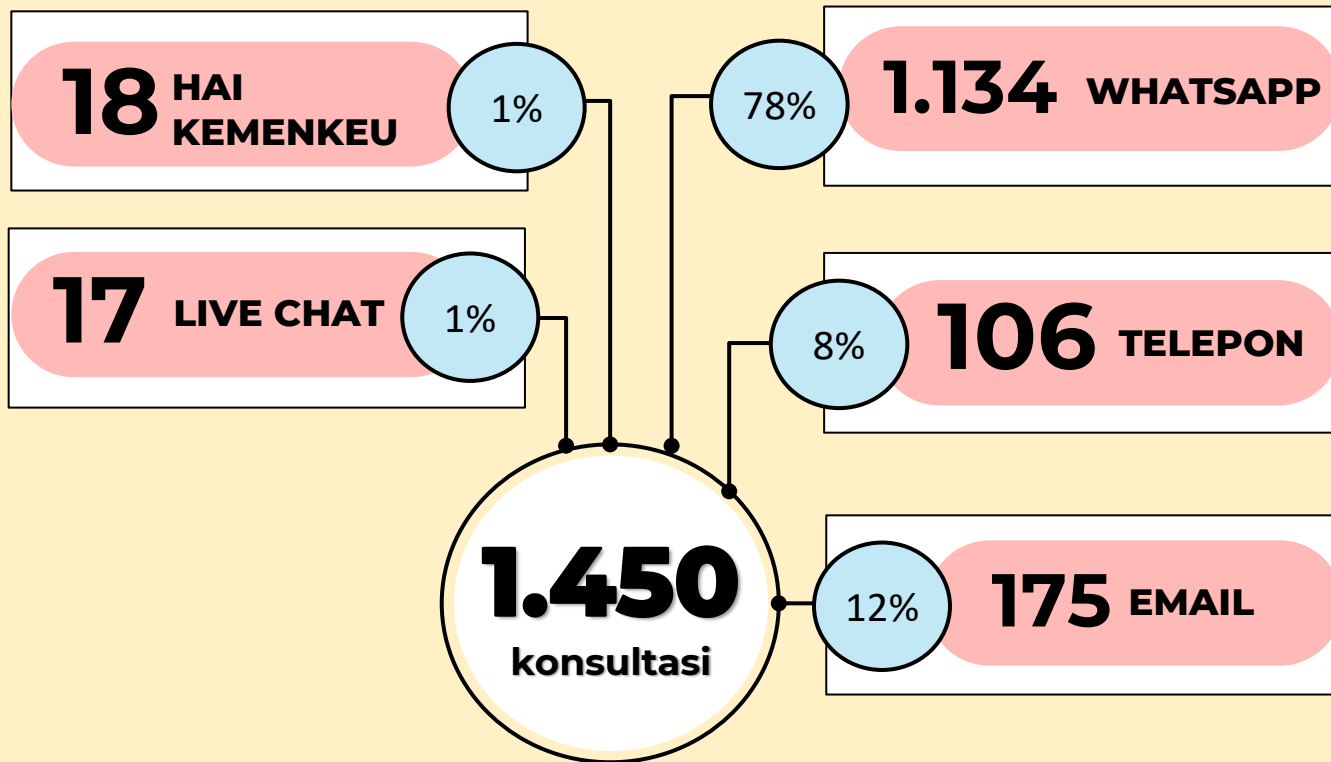 18 HAI
KEMENKEU
1%
17 LIVE CHAT
1%
78%
1.134 WHATSAPP
8%
106 TELEPON
12%
175 EMAIL
1.450
konsultasi